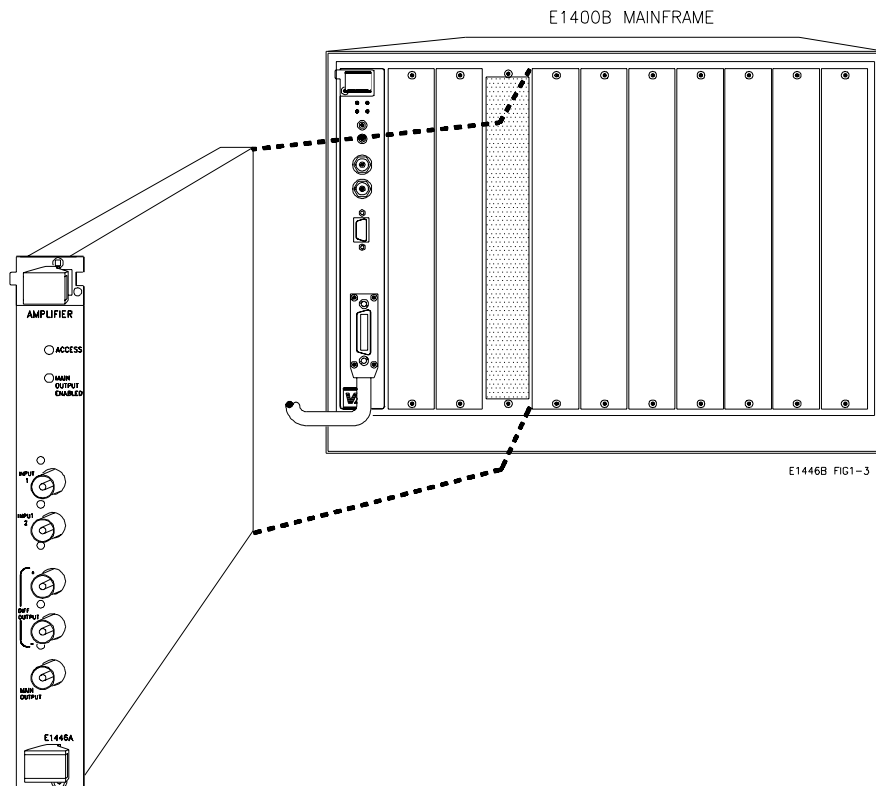 E1400B MAINFRAME
AMPLIFIER
ACCESS
MAIN
OUTPUT
ENABLED
INPUT
1
INPUT
2
+
DIFF
OUTPUT
-
MAIN
OUTPUT
E1446A
E1446B FIG1-3